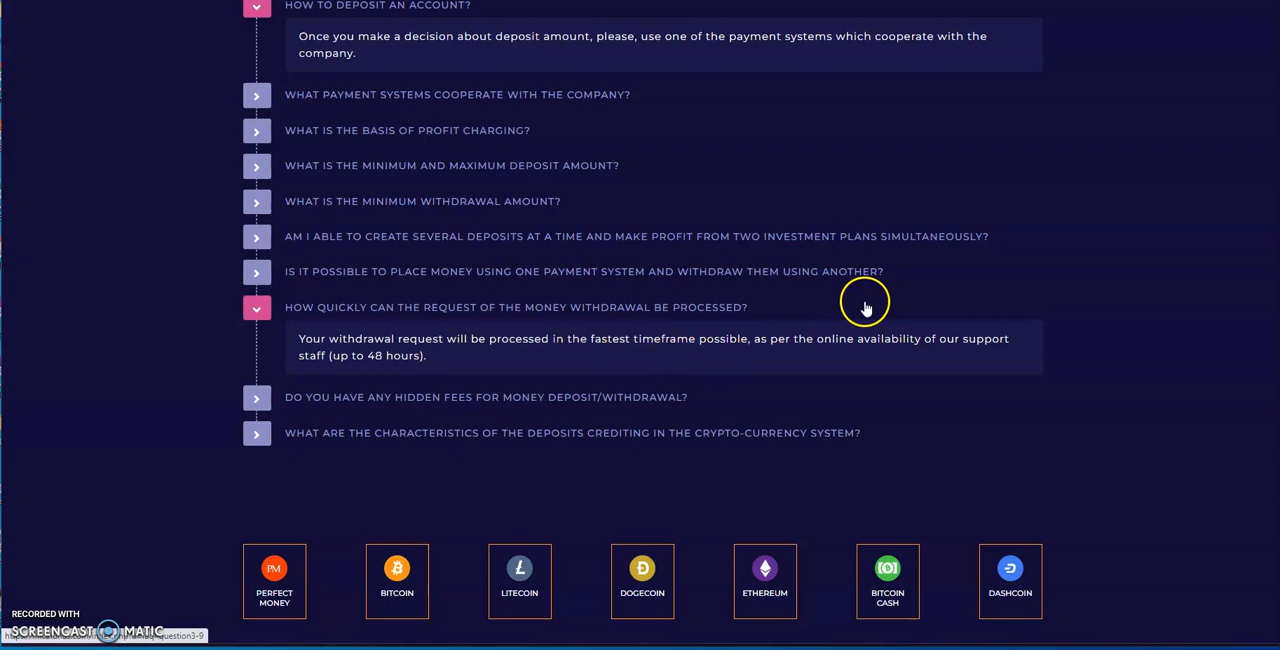 HOW TO DEPOSIT AN ACCOUNT?
Once you make a decision about deposit amount, please, use one of the payment systems which cooperate with the
company.
WHAT PAYMENT SYSTEMS COOPERATE WITH THE COMPANY?
WHAT IS THE BASIS OF PROFIT CHARGING?
WHAT IS THE MINIMUM AND MAXIMUM DEPOSIT AMOUNT?
WHAT IS THE MINIMUM WITHDRAWAL AMOUNT?
AM I ABLE TO CREATE SEVERAL DEPOSITS AT A TIME AND MAKE PROFIT FROM TWO INVESTMENT PLANS SIMULTANEOUSLY?
IS IT POSSIBLE TO PLACE MONEY USING ONE PAYMENT SYSTEM AND WITHDRAW THEM USING ANOTHER?
HOW QUICKLY CAN THE REQUEST OF THE MONEY WITHDRAWAL BE PROCESSED?
Your withdrawal request will be processed in the fastest timeframe possible, as per the online availability of our support
staff (up to 48 hours).
DO YOU HAVE ANY HIDDEN FEES FOR MONEY DEPOSIT/WITHDRAWAL?
WHAT ARE THE CHARACTERISTICS OF THE DEPOSITS CREDITING IN THE CRYPTO-CURRENCY SYSTEM?
PM
PERFECT
MONEY
BITCOIN
LITECOIN
DOGECOIN
ETHEREUM
BITCOIN
CASH
DASHCOIN
RECORDED WITH
SCREENCAST MATIC